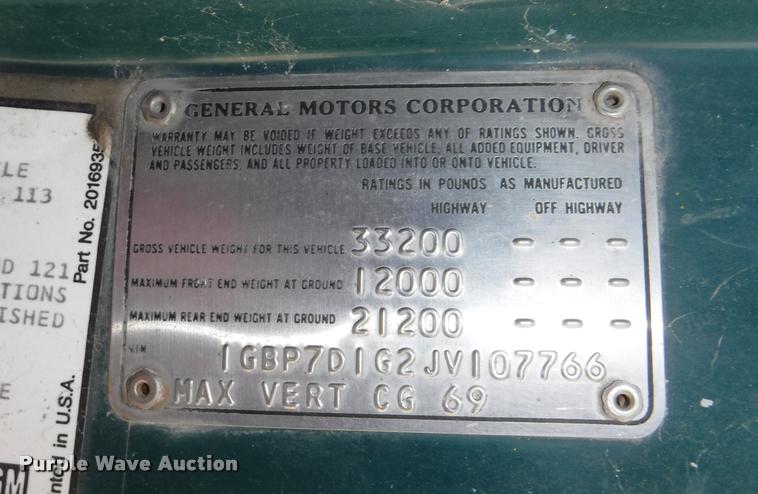 GENERAL MOTORS CORPORATION
WARRANTY MAY BE VOIDED IF WEIGHT EXCEEDS ANY OF RATINGS SHOWN. GROSS
VEHICLE WEIGHT INCLUDES WEIGHT OF BASE VEHICLE, ALL ADDED EQUIPMENT, DRIVER
AND PASSENGERS, AND ALL PROPERTY LOADED INTO OR ONTO VEHICLE.
RATINGS IN POUNDS AS MANUFACTURED
HIGHWAY OFF HIGHWAY
GROSS VEHICLE WEIGHT FOR THIS VEHICLE 33200 - - -
MAXIMUM FRONT END WEIGHT AT GROUND 12000 - - -
MAXIMUM REAR END WEIGHT AT GROUND 21200 - - -
VIN 1GBP7D1G2JV107766
MAX VERT CG 69
LE
113
D 121
TIONS
ISHED
E
Part No. 2016935
nted in U.S.A.
GM
Purple Wave Auction